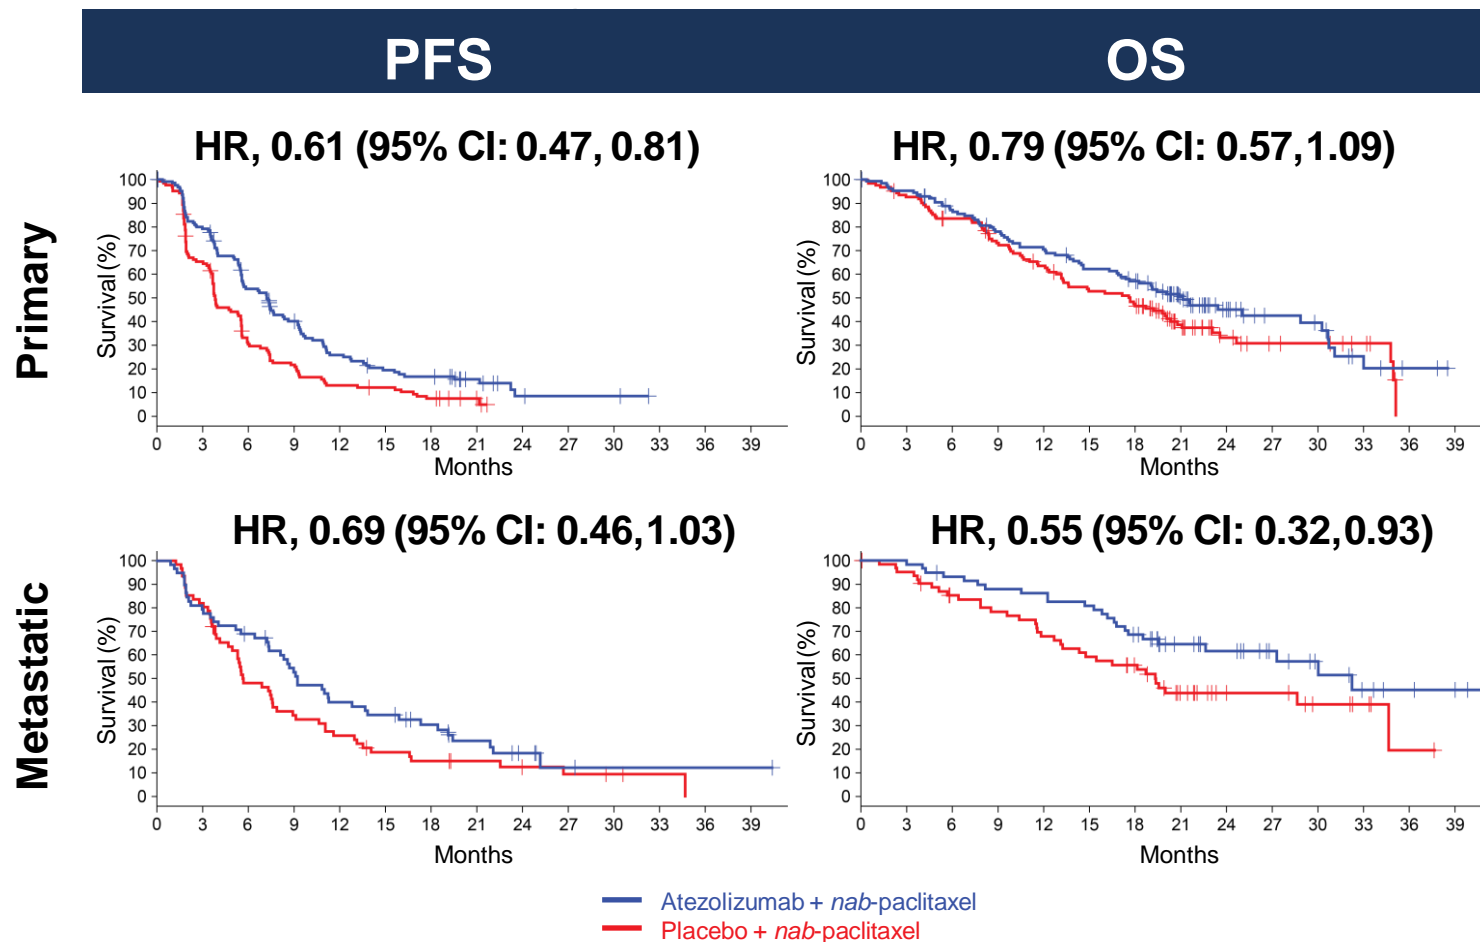 PFS
OS
Primary
HR, 0.61 (95% CI: 0.47, 0.81)
Survival (%)
100
90
80
70
60
50
40
30
20
10
0
0 3 6 9 12 15 18 21 24 27 30 33 36 39
Months
HR, 0.79 (95% CI: 0.57,1.09)
Survival (%)
100
90
80
70
60
50
40
30
20
10
0
0 3 6 9 12 15 18 21 24 27 30 33 36 39
Months
Metastatic
HR, 0.69 (95% CI: 0.46,1.03)
Survival (%)
100
90
80
70
60
50
40
30
20
10
0
0 3 6 9 12 15 18 21 24 27 30 33 36 39
Months
HR, 0.55 (95% CI: 0.32,0.93)
Survival (%)
100
90
80
70
60
50
40
30
20
10
0
0 3 6 9 12 15 18 21 24 27 30 33 36 39
Months
Atezolizumab + nab-paclitaxel
Placebo + nab-paclitaxel